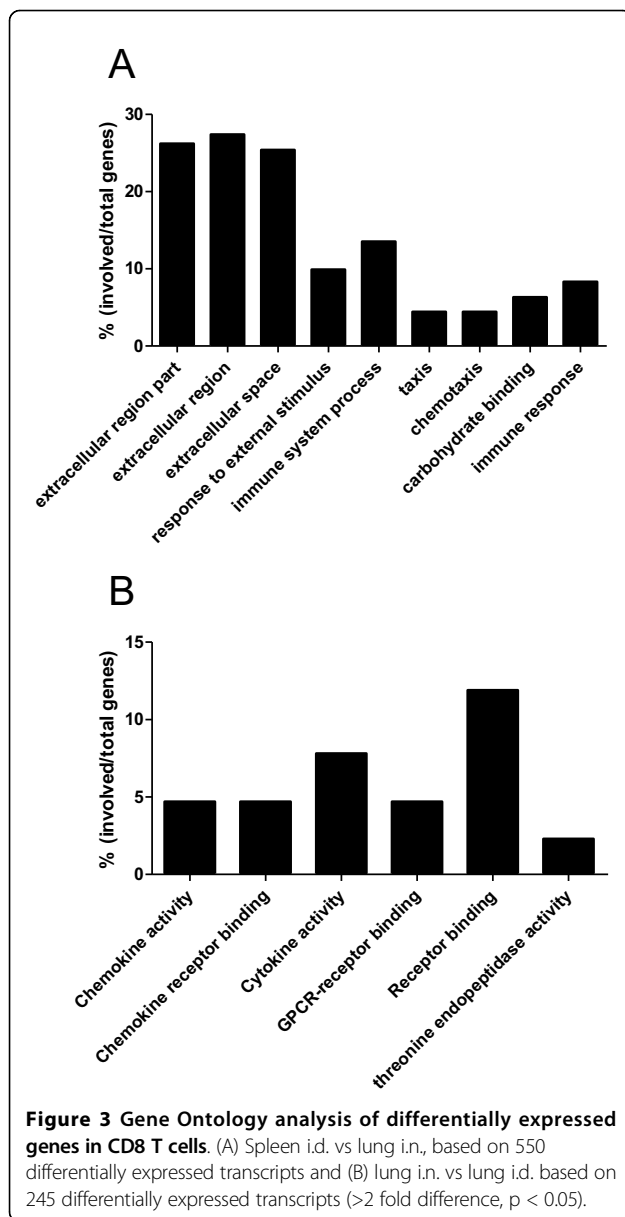 A
% (involved/total genes)
30
20
10
0
extracellular region part
extracellular region
extracellular space
response to external stimulus
immune system process
taxis
chemotaxis
carbohydrate binding
immune response
B
% (involved/total genes)
15
10
5
0
Chemokine activity
Chemokine receptor binding
Cytokine activity
GPCR-receptor binding
Receptor binding
threonine endopeptidase activity
Figure 3 Gene Ontology analysis of differentially expressed
genes in CD8 T cells. (A) Spleen i.d. vs lung i.n., based on 550
differentially expressed transcripts and (B) lung i.n. vs lung i.d. based on
245 differentially expressed transcripts (>2 fold difference, p < 0.05).